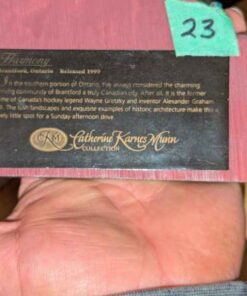 23
Harmony
Brantford, Ontario Released 1999
in the southern portion of Ontario, I've always considered the charming
community of Brantford a truly Canadian city. After all, it is the former
home of Canada's hockey legend Wayne Gretzky and inventor Alexander Graham
The lush landscapes and exquisite examples of historic architecture make this a
lovely little spot for a Sunday afternoon drive
CKM
Catherine Karnes Munn
COLLECTION